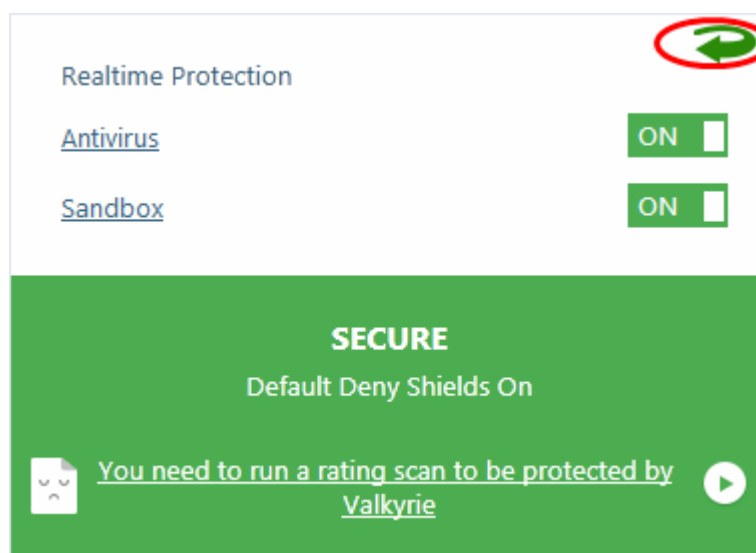 Realtime Protection
Antivirus
ON
Sandbox
ON
SECURE
Default Deny Shields On
You need to run a rating scan to be protected by
Valkyrie